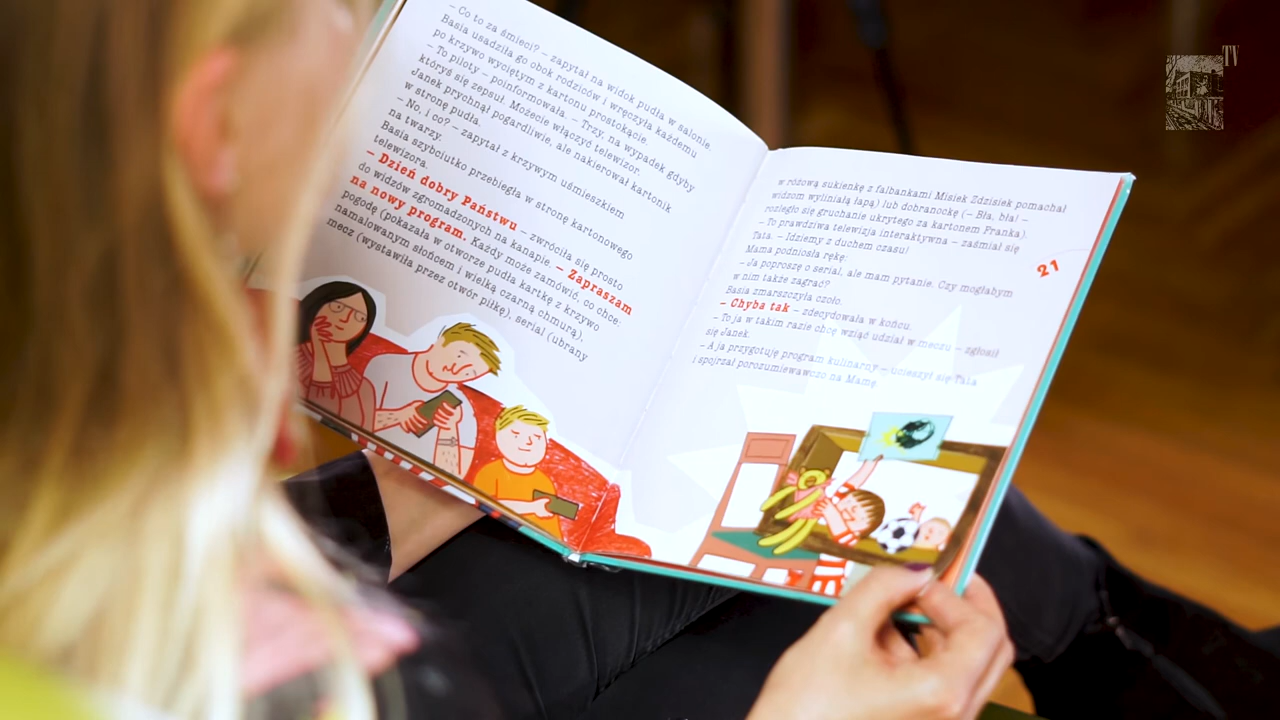 – Co to za śmieci? – zapytał na widok pudła w salonie.
Basia usadziła go obok rodziców i wręczyła każdemu
po krzywo wyciętym z kartonu prostokącie.
– To piloty – poinformowała. – Trzy, na wypadek gdyby
któryś się zepsuł. Możecie włączyć telewizor.
Janek prychnął pogardliwie, ale nakierował kartonik
w stronę pudła.
– No, i co? – zapytał z krzywym uśmieszkiem
na twarzy.
Basia szybciutko przebiegła w stronę kartonowego
telewizora.
– Dzień dobry Państwu – zwróciła się prosto
do widzów zgromadzonych na kanapie. – Zapraszam
na nowy program. Każdy może zamówić, co chce:
pogodę (pokazała w otworze pudła kartkę z krzywo
namalowanym słońcem i wielką czarną chmurą),
mecz (wystawiła przez otwór piłkę), serial (ubrany
w różową sukienkę z falbankami Misiek Zdzisiek pomachał
widzom wyliniałą łapą) lub dobranockę (– Bła, bła! –
rozległo się gruchanie ukrytego za kartonem Franka).
– To prawdziwa telewizja interaktywna – zaśmiał się
Tata. – Idziemy z duchem czasu!
Mama podniosła rękę:
– Ja poproszę o serial, ale mam pytanie. Czy mogłabym
w nim także zagrać?
Basia zmarszczyła czoło.
– Chyba tak – zdecydowała w końcu.
– To ja w takim razie chcę wziąć udział w meczu – zgłosił
się Janek.
– A ja przygotuję program kulinarny – ucieszył się Tata
i spojrzał porozumiewawczo na Mamę.
21
TV